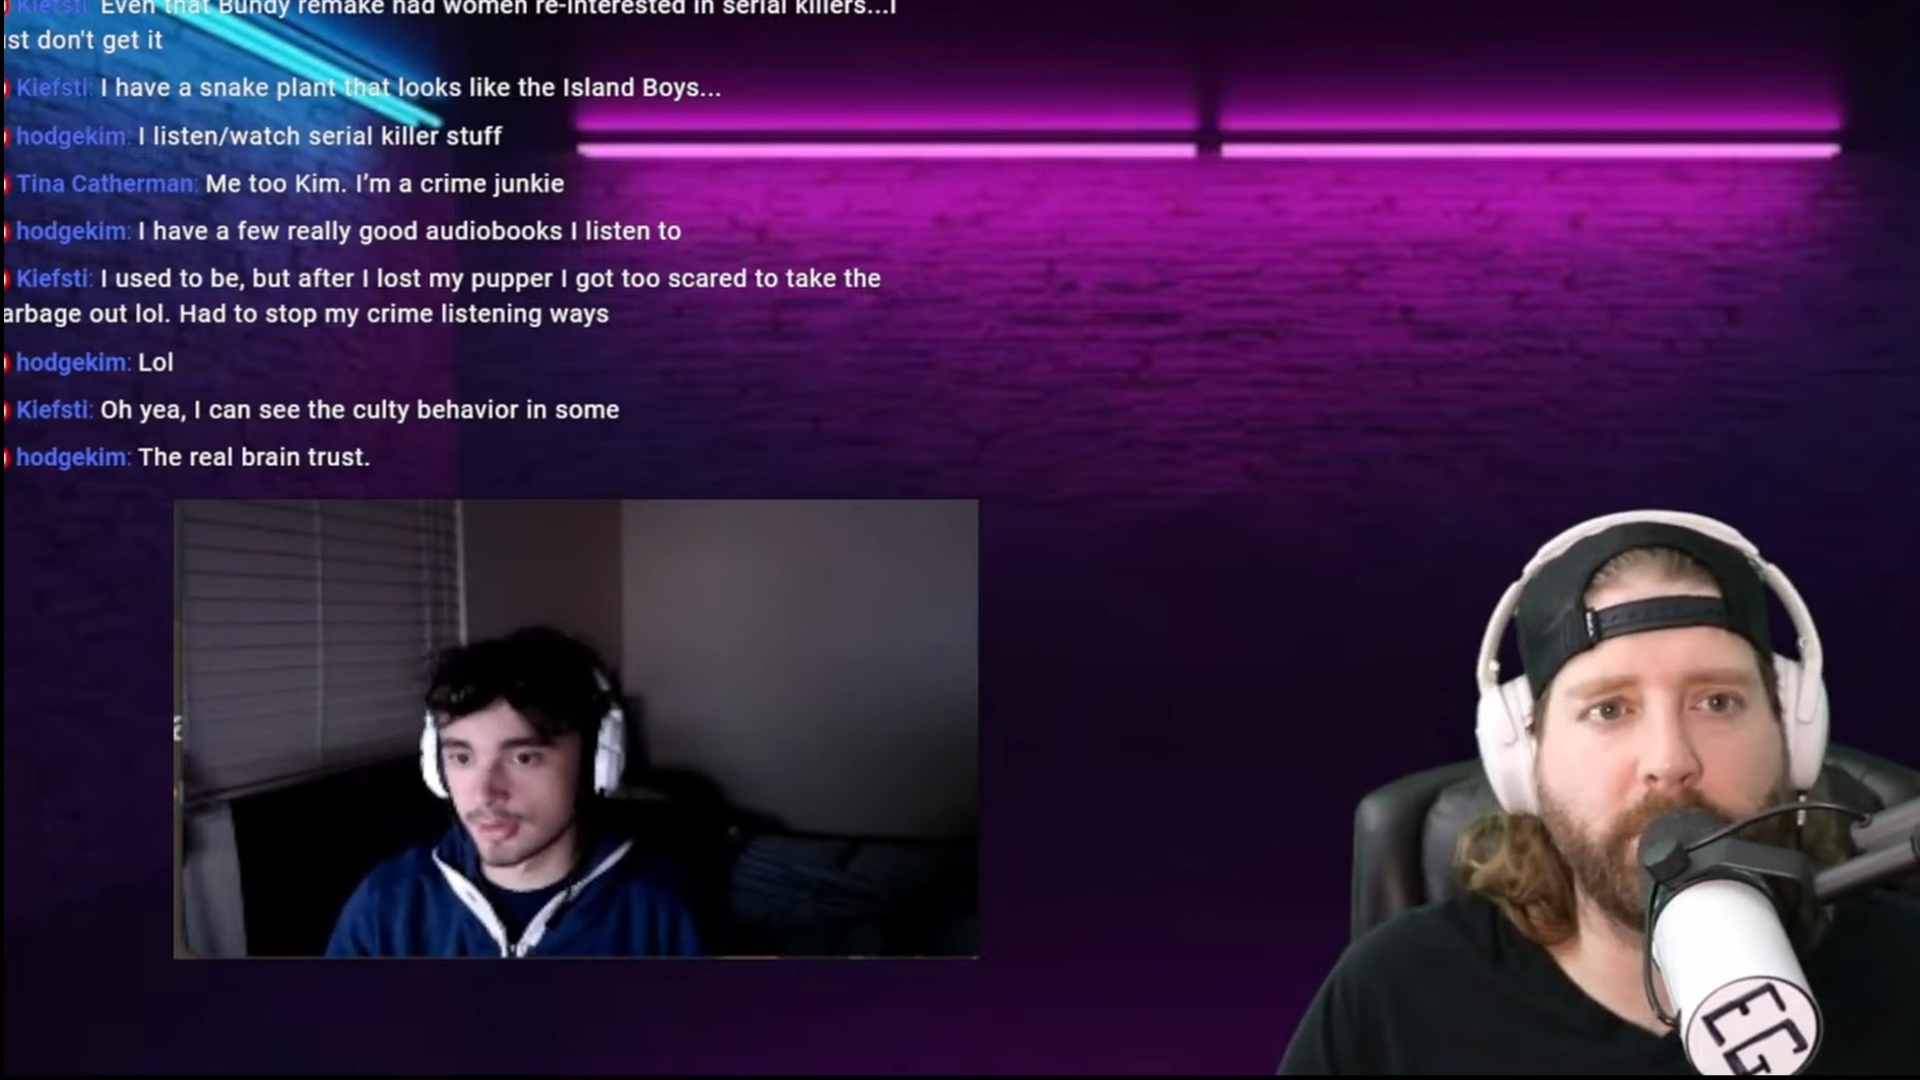 Kiefsti: Even that Bundy remake had women re-interested in serial killers...I
ust don't get it
Kiefsti: I have a snake plant that looks like the Island Boys...
hodgekim: I listen/watch serial killer stuff
Tina Catherman: Me too Kim. I'm a crime junkie
hodgekim: I have a few really good audiobooks I listen to
Kiefsti: I used to be, but after I lost my pupper I got too scared to take the
arbage out lol. Had to stop my crime listening ways
hodgekim: Lol
Kiefsti: Oh yea, I can see the culty behavior in some
hodgekim: The real brain trust.
EG